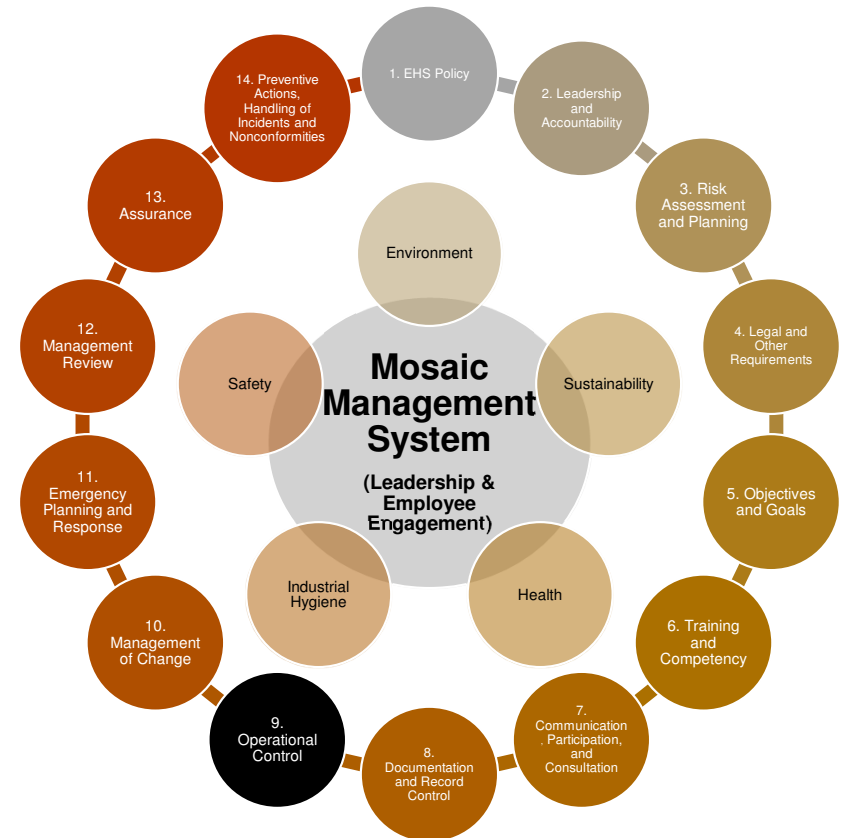 1. EHS Policy
2. Leadership
and
Accountability
3. Risk
Assessment
and Planning
4. Legal and
Other
Requirements
5. Objectives
and Goals
6. Training
and
Competency
7.
Communication
, Participation,
and
Consultation
8.
Documentation
and Record
Control
9.
Operational
Control
10.
Management
of Change
11.
Emergency
Planning and
Response
12.
Management
Review
13.
Assurance
14. Preventive
Actions,
Handling of
Incidents and
Nonconformities
Environment
Sustainability
Health
Industrial
Hygiene
Safety
Mosaic
Management
System
(Leadership &
Employee
Engagement)